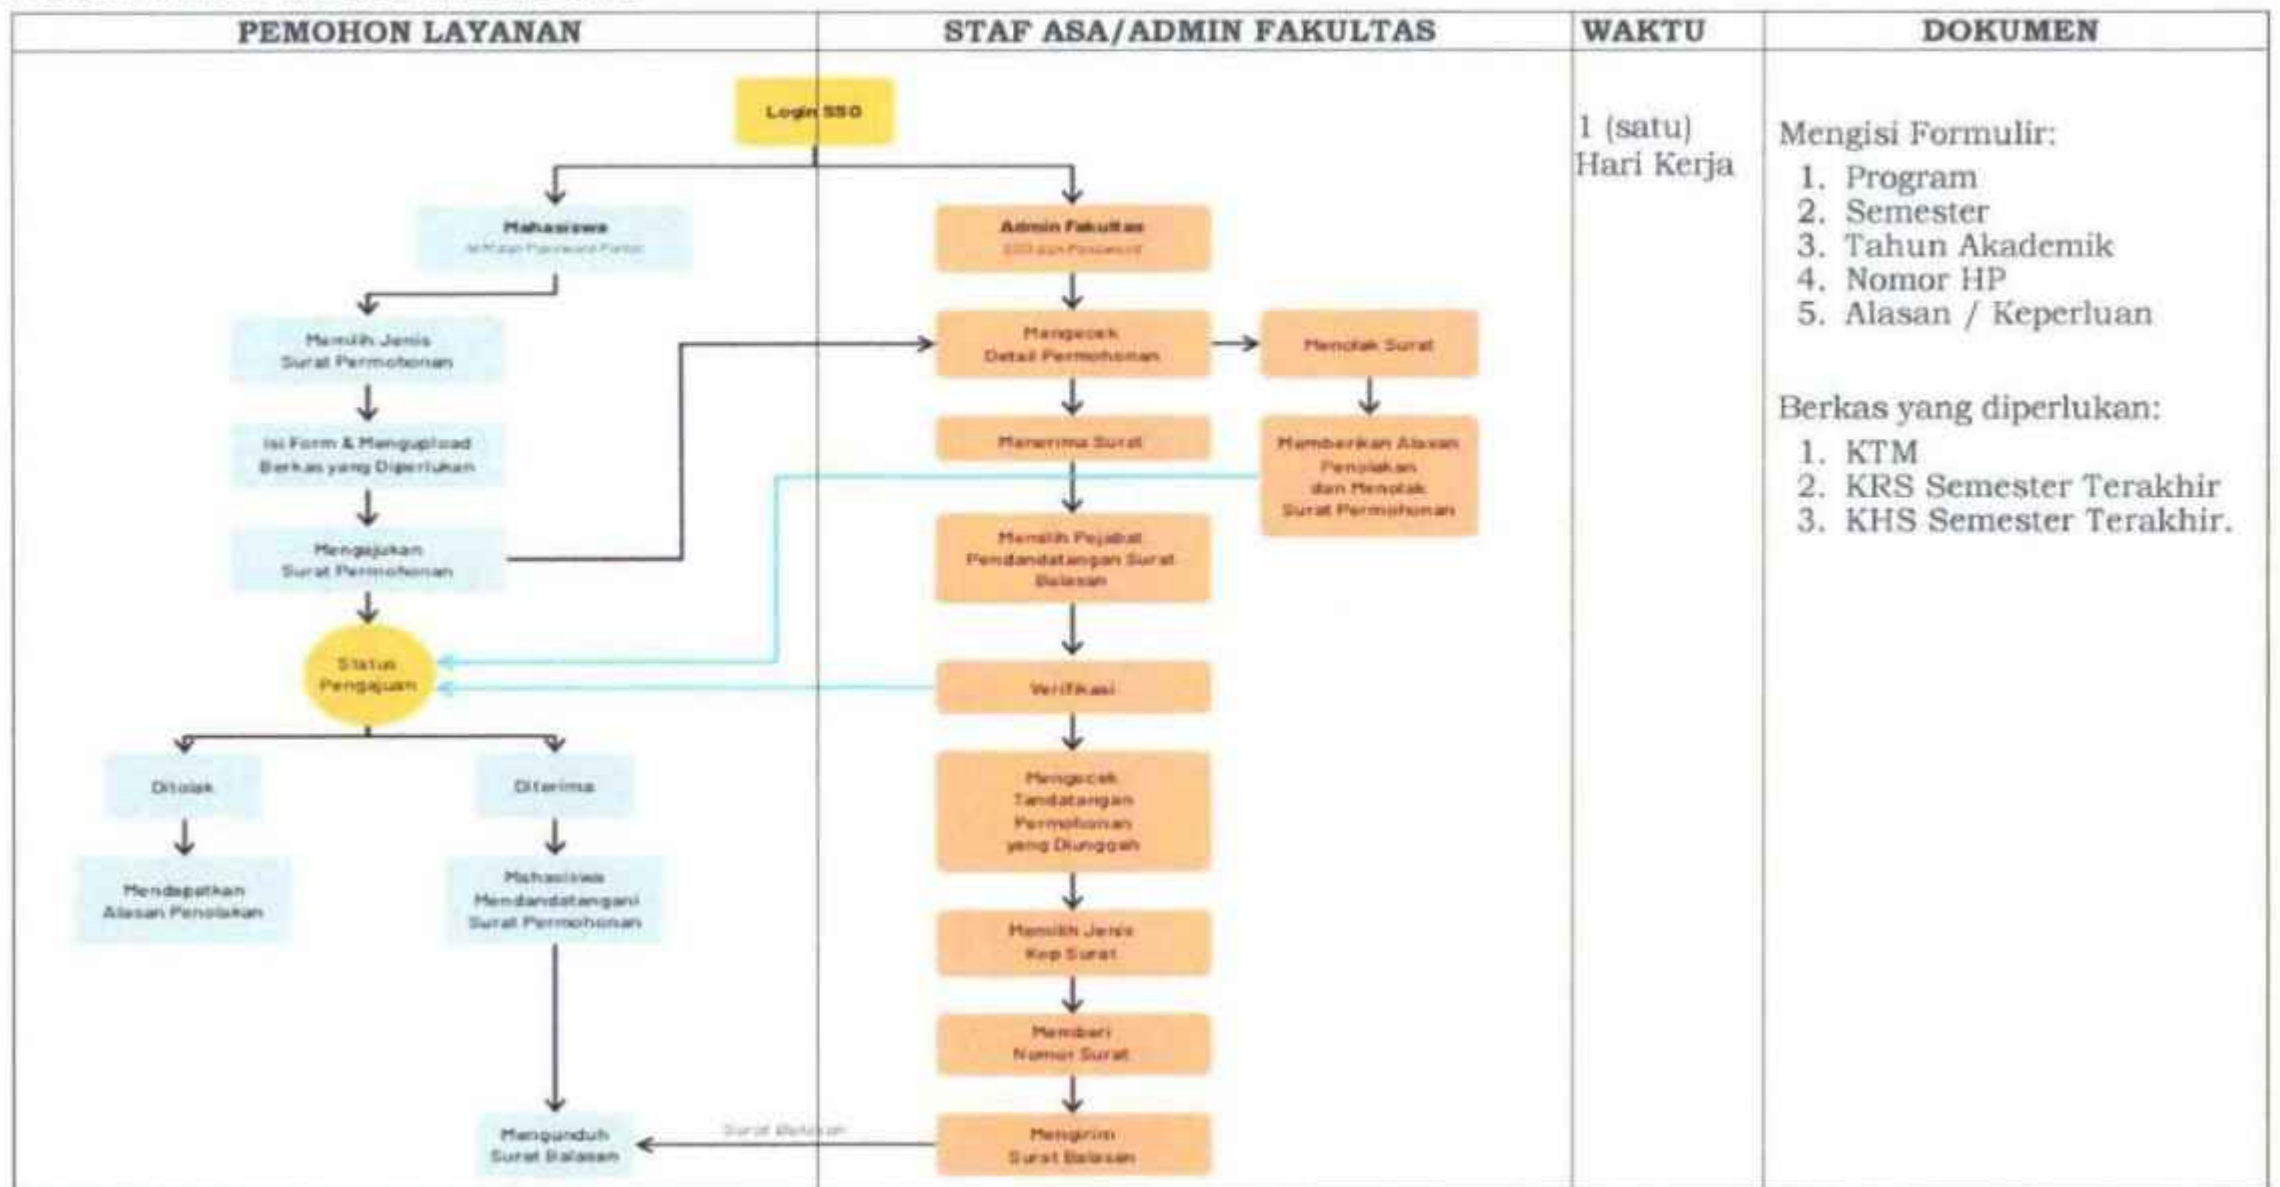 PEMOHON LAYANAN
STAF ASA/ADMIN FAKULTAS
WAKTU
DOKUMEN
Login SSO
Mahasiswa
Admin Fakultas
SSO dan Password
Memilih Jenis
Surat Permohonan
Isi Form & Mengupload
Berkas yang Diperlukan
Mengajukan
Surat Permohonan
Status
Pengajuan
Ditolak
Mendapatkan
Alasan Penolakan
Diterima
Mahasiswa
Mendandatangani
Surat Permohonan
Mengunduh
Surat Balasan
Mengecek
Detail Permohonan
Menolak Surat
Menerima Surat
Memberikan Alasan
Penolakan
dan Menolak
Surat Permohonan
Memilih Pejabat
Pendandatangan Surat
Balasan
Verifikasi
Mengecek
Tandatangan
Permohonan
yang Diunggah
Memilih Jenis
Kop Surat
Memberi
Nomor Surat
Mengirim
Surat Balasan
Surat Balasan
1 (satu)
Hari Kerja
Mengisi Formulir:
1. Program
2. Semester
3. Tahun Akademik
4. Nomor HP
5. Alasan / Keperluan
Berkas yang diperlukan:
1. KTM
2. KRS Semester Terakhir
3. KHS Semester Terakhir.